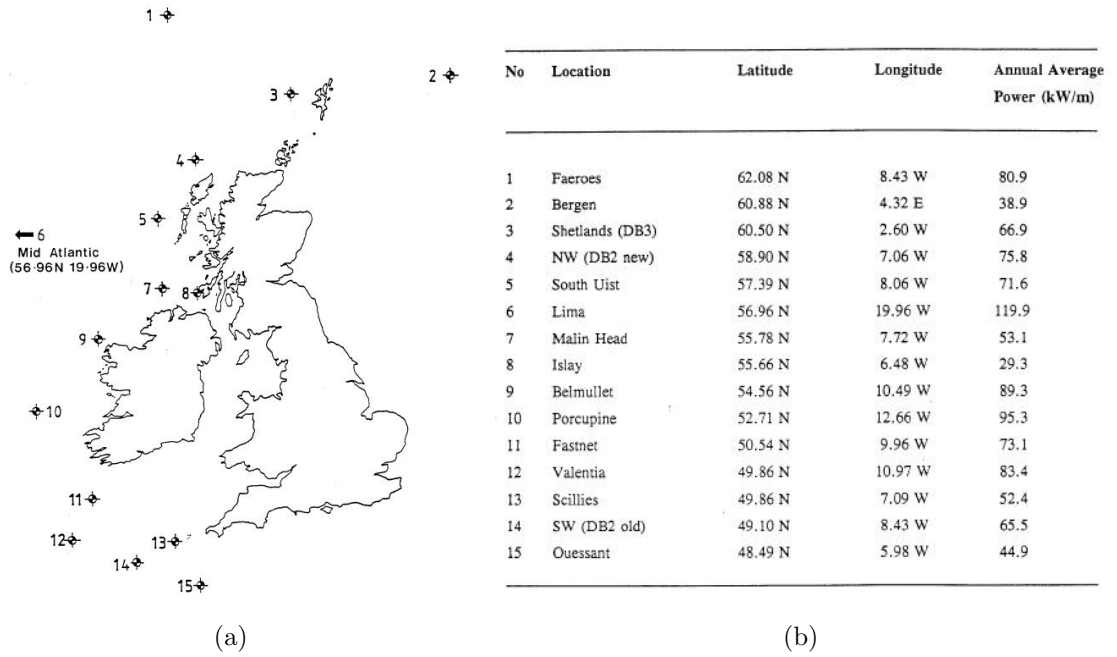 1
2
3
4
5
6
Mid Atlantic
(56·96N 19·96W)
7
8
9
10
11
12
13
14
15
(a)
No Location Latitude Longitude Annual Average
Power (kW/m)
1 Faeroes 62.08 N 8.43 W 80.9
2 Bergen 60.88 N 4.32 E 38.9
3 Shetlands (DB3) 60.50 N 2.60 W 66.9
4 NW (DB2 new) 58.90 N 7.06 W 75.8
5 South Uist 57.39 N 8.06 W 71.6
6 Lima 56.96 N 19.96 W 119.9
7 Malin Head 55.78 N 7.72 W 53.1
8 Islay 55.66 N 6.48 W 29.3
9 Belmullet 54.56 N 10.49 W 89.3
10 Porcupine 52.71 N 12.66 W 95.3
11 Fastnet 50.54 N 9.96 W 73.1
12 Valentia 49.86 N 10.97 W 83.4
13 Scillies 49.86 N 7.09 W 52.4
14 SW (DB2 old) 49.10 N 8.43 W 65.5
15 Ouessant 48.49 N 5.98 W 44.9
(b)